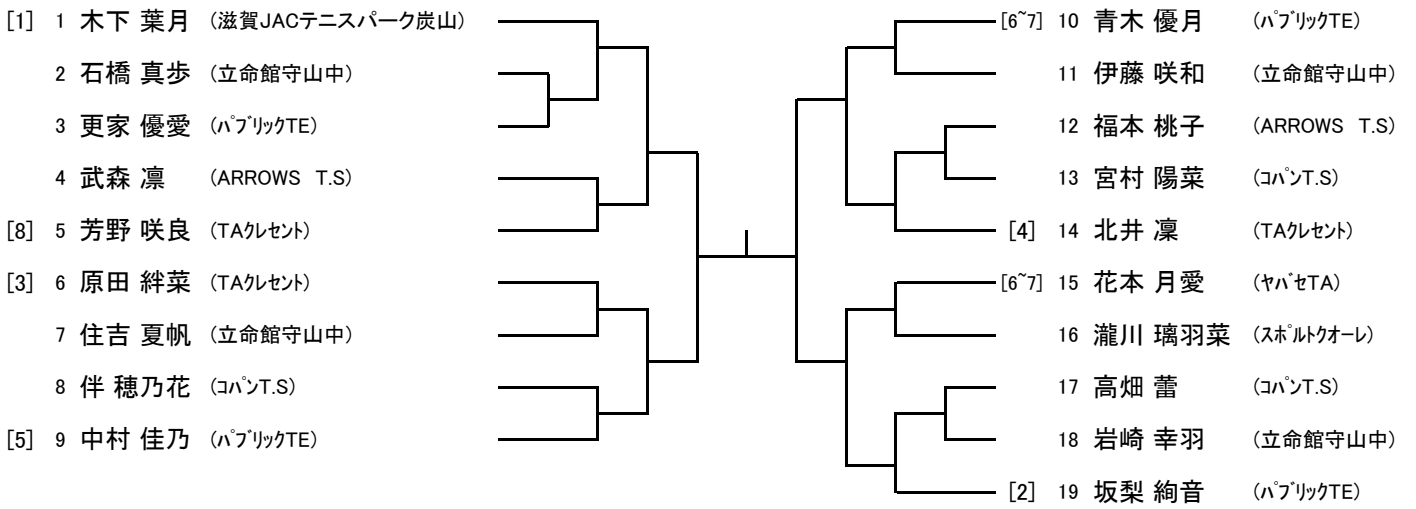 [1] 1 木下 葉月 (滋賀JACテニスパーク炭山)
2 石橋 真歩 (立命館守山中)
3 更家 優愛 (ﾊﾟﾌﾞﾘｯｸTE)
4 武森 凛 (ARROWS T.S)
[8] 5 芳野 咲良 (TAｸﾚｾﾝﾄ)
[3] 6 原田 絆菜 (TAｸﾚｾﾝﾄ)
7 住吉 夏帆 (立命館守山中)
8 伴 穂乃花 (ｺﾊﾟﾝT.S)
[5] 9 中村 佳乃 (ﾊﾟﾌﾞﾘｯｸTE)
[6~7] 10 青木 優月 (ﾊﾟﾌﾞﾘｯｸTE)
11 伊藤 咲和 (立命館守山中)
12 福本 桃子 (ARROWS T.S)
13 宮村 陽菜 (ｺﾊﾟﾝT.S)
[4] 14 北井 凜 (TAｸﾚｾﾝﾄ)
[6~7] 15 花本 月愛 (ﾔﾊﾞｾTA)
16 瀧川 璃羽菜 (ｽﾎﾟﾙﾄｸｵｰﾚ)
17 高畑 蕾 (ｺﾊﾟﾝT.S)
18 岩崎 幸羽 (立命館守山中)
[2] 19 坂梨 絢音 (ﾊﾟﾌﾞﾘｯｸTE)